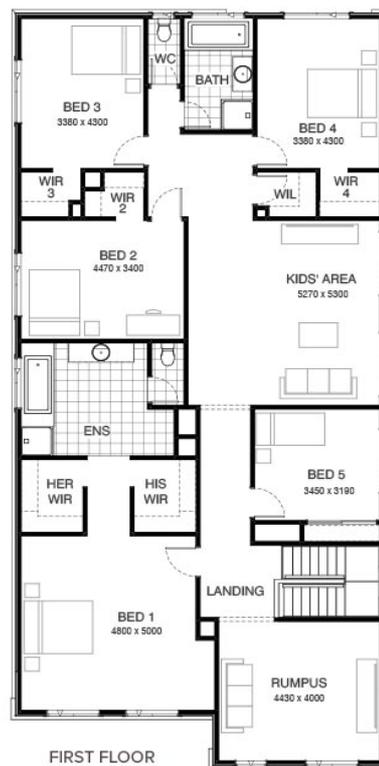 WC
BATH
BED 3
3380 x 4300
BED 4
3380 x 4300
WIR
3
WIR
2
WIL
WIR
4
BED 2
4470 x 3400
KIDS' AREA
5270 x 5300
ENS
HER
WIR
HIS
WIR
BED 5
3450 x 3190
LANDING
BED 1
4800 x 5000
RUMPUS
4430 x 4000
FIRST FLOOR